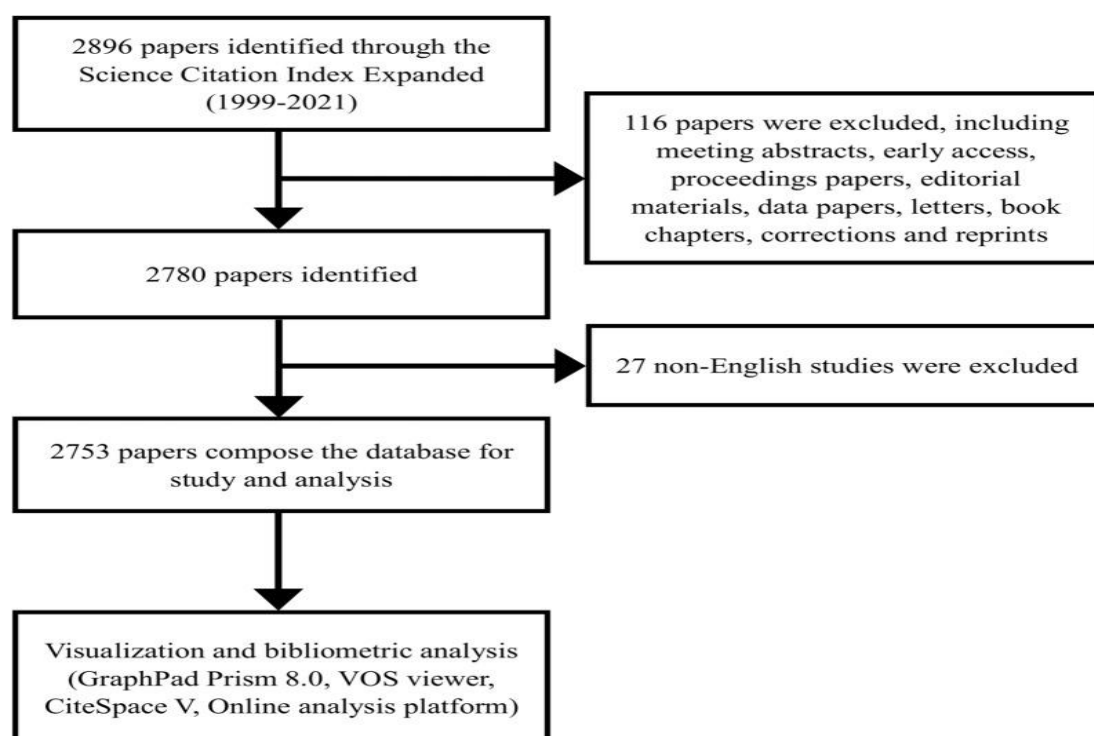 2896 papers identified through the
Science Citation Index Expanded
(1999-2021)
116 papers were excluded, including
meeting abstracts, early access,
proceedings papers, editorial
materials, data papers, letters, book
chapters, corrections and reprints
2780 papers identified
27 non-English studies were excluded
2753 papers compose the database for
study and analysis
Visualization and bibliometric analysis
(GraphPad Prism 8.0, VOS viewer,
CiteSpace V, Online analysis platform)